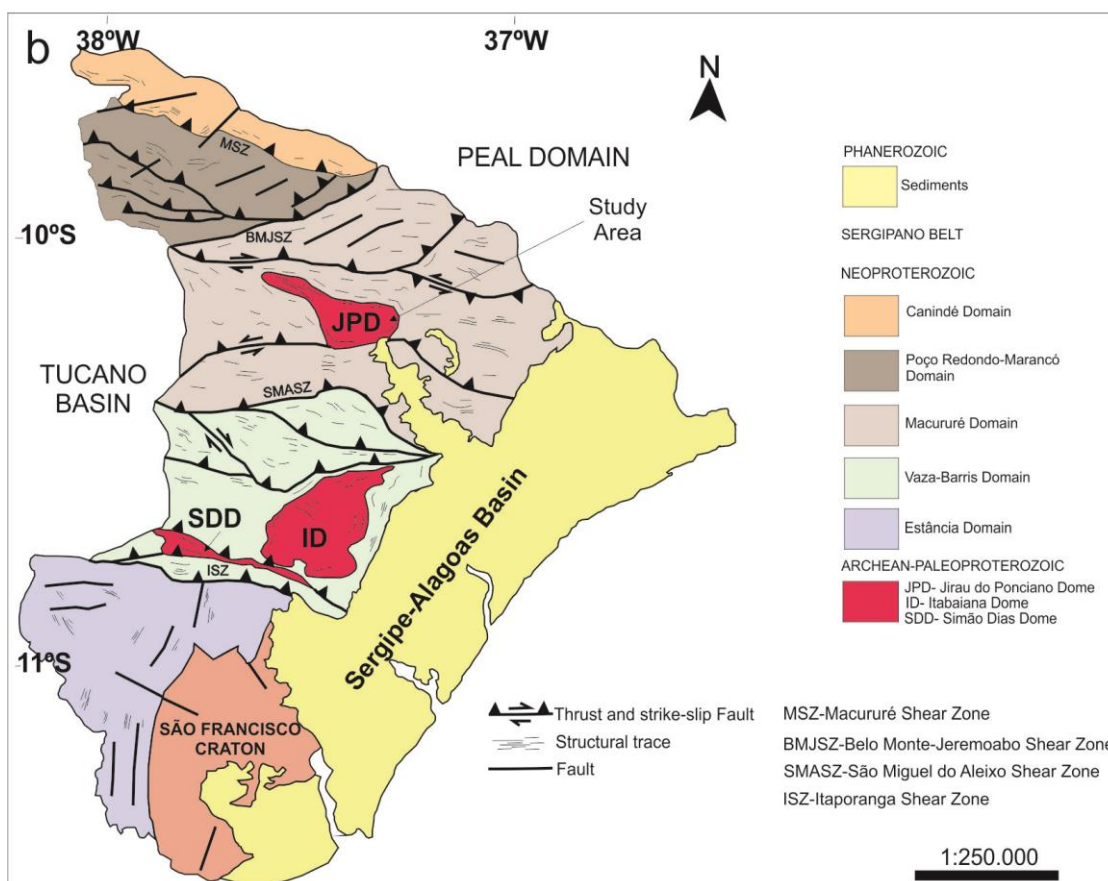 b
38ºW
37ºW
N
MSZ
PEAL DOMAIN
Study
Area
10ºS
BMJSZ
JPD
TUCANO
BASIN
SMASZ
SDD
ID
ISZ
Sergipe-Alagoas Basin
11ºS
SÃO FRANCISCO
CRATON
PHANEROZOIC
Sediments
SERGIPANO BELT
NEOPROTEROZOIC
Canindé Domain
Poço Redondo-Marancó
Domain
Macururé Domain
Vaza-Barris Domain
Estância Domain
ARCHEAN-PALEOPROTEROZOIC
JPD- Jirau do Ponciano Dome
ID- Itabaiana Dome
SDD- Simão Dias Dome
Thrust and strike-slip Fault
Structural trace
Fault
MSZ-Macururé Shear Zone
BMJSZ-Belo Monte-Jeremoabo Shear Zone
SMASZ-São Miguel do Aleixo Shear Zone
ISZ-Itaporanga Shear Zone
1:250.000